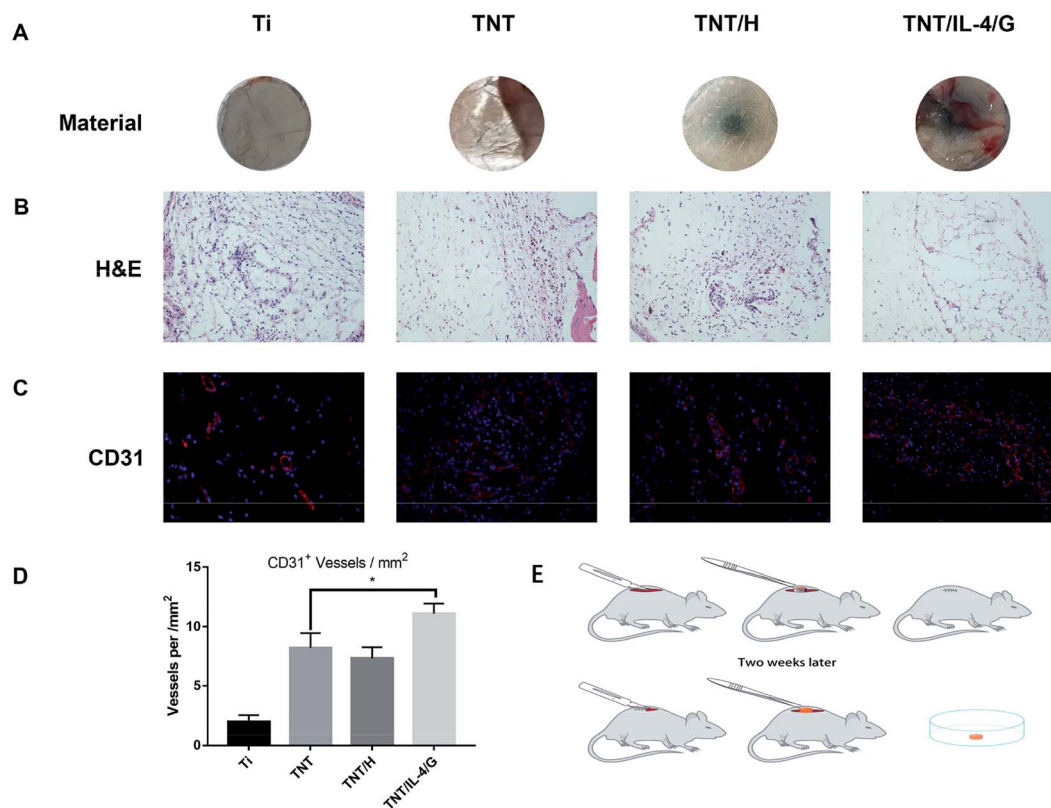 A
Ti
TNT
TNT/H
TNT/IL-4/G
Material
B
H&E
C
CD31
D
CD31+ Vessels / mm2
Vessels per /mm2
15
10
5
0
*
Ti
TNT
TNT/H
TNT/IL-4/G
E
Two weeks later